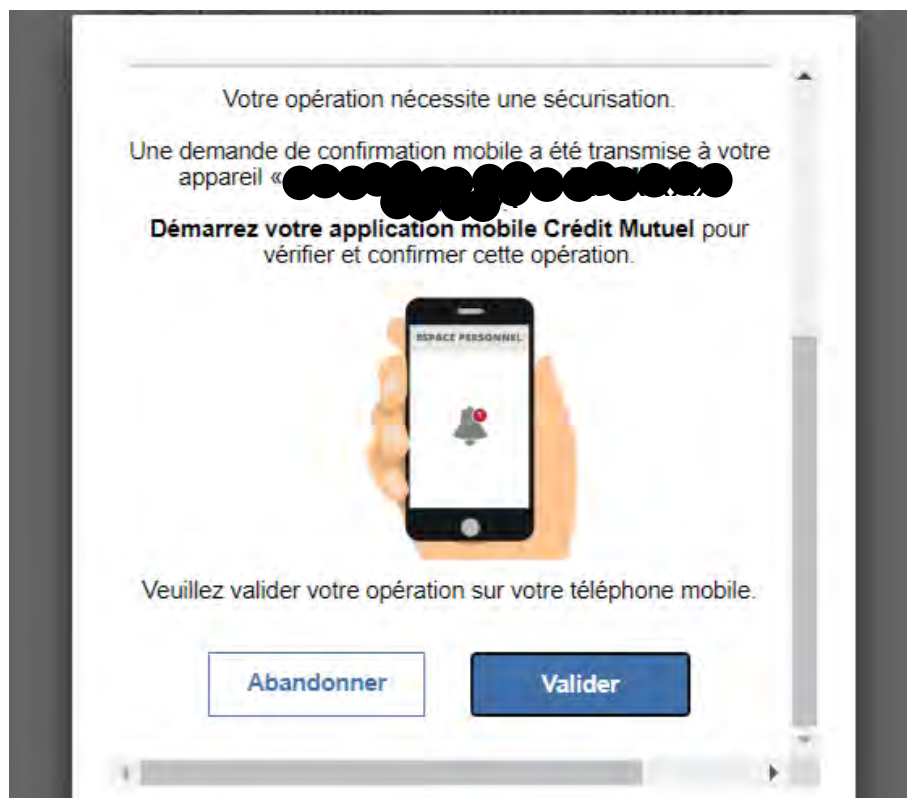 Votre opération nécessite une sécurisation.
Une demande de confirmation mobile a été transmise à votre
appareil «
Démarrez votre application mobile Crédit Mutuel pour
vérifier et confirmer cette opération.
ESPACE PERSONNEL
Veuillez valider votre opération sur votre téléphone mobile.
Abandonner
Valider